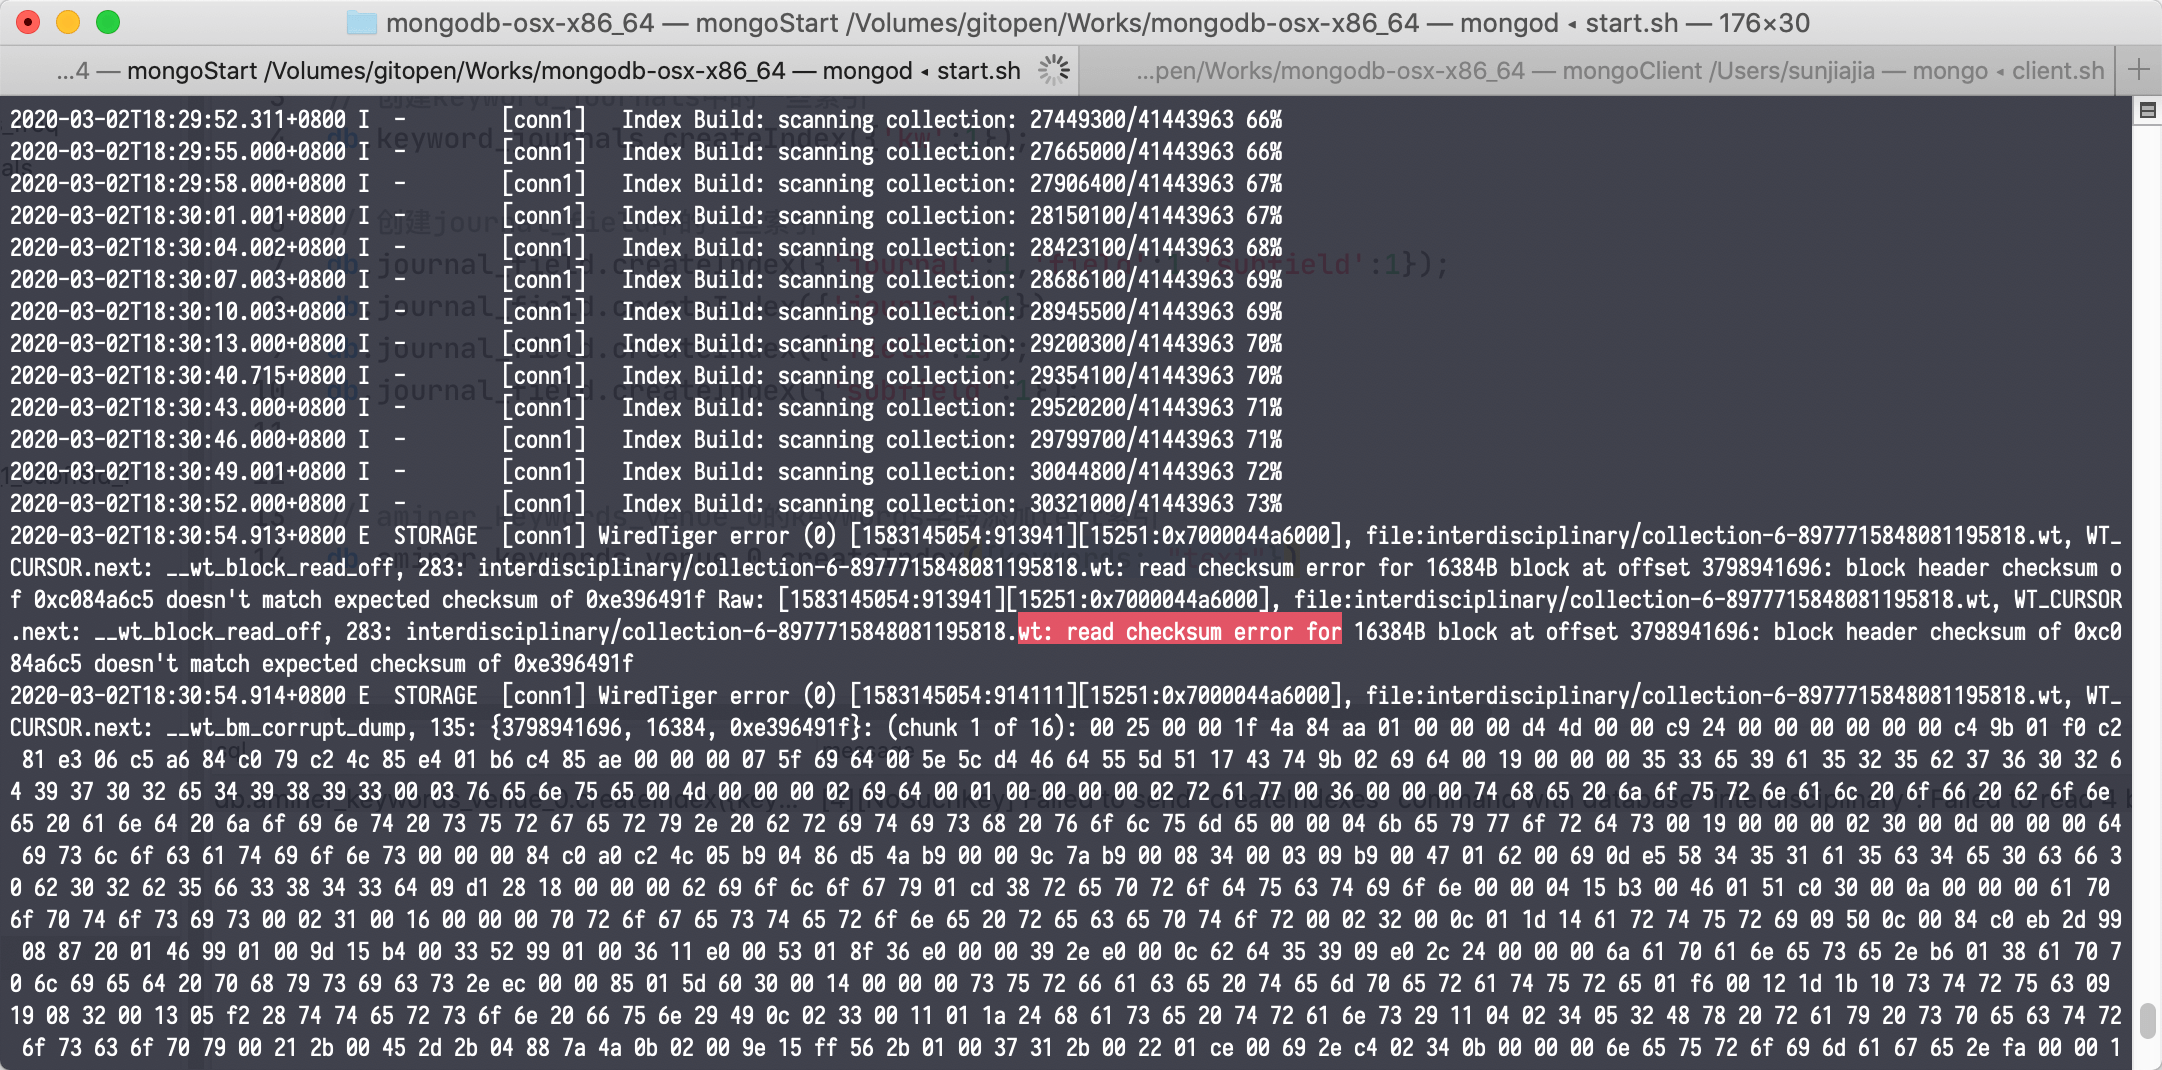 mongodb-osx-x86_64 — mongoStart /Volumes/gitopen/Works/mongodb-osx-x86_64 — mongod ◂ start.sh — 176×30
...4 — mongoStart /Volumes/gitopen/Works/mongodb-osx-x86_64 — mongod ◂ start.sh
...pen/Works/mongodb-osx-x86_64 — mongoClient /Users/sunjiajia — mongo ◂ client.sh
2020-03-02T18:29:52.311+0800 I  -        [conn1]   Index Build: scanning collection: 27449300/41443963 66%
2020-03-02T18:29:55.000+0800 I  -        [conn1]   Index Build: scanning collection: 27665000/41443963 66%
2020-03-02T18:29:58.000+0800 I  -        [conn1]   Index Build: scanning collection: 27906400/41443963 67%
2020-03-02T18:30:01.001+0800 I  -        [conn1]   Index Build: scanning collection: 28150100/41443963 67%
2020-03-02T18:30:04.002+0800 I  -        [conn1]   Index Build: scanning collection: 28423100/41443963 68%
2020-03-02T18:30:07.003+0800 I  -        [conn1]   Index Build: scanning collection: 28686100/41443963 69%
2020-03-02T18:30:10.003+0800 I  -        [conn1]   Index Build: scanning collection: 28945500/41443963 69%
2020-03-02T18:30:13.000+0800 I  -        [conn1]   Index Build: scanning collection: 29200300/41443963 70%
2020-03-02T18:30:40.715+0800 I  -        [conn1]   Index Build: scanning collection: 29354100/41443963 70%
2020-03-02T18:30:43.000+0800 I  -        [conn1]   Index Build: scanning collection: 29520200/41443963 71%
2020-03-02T18:30:46.000+0800 I  -        [conn1]   Index Build: scanning collection: 29799700/41443963 71%
2020-03-02T18:30:49.001+0800 I  -        [conn1]   Index Build: scanning collection: 30044800/41443963 72%
2020-03-02T18:30:52.000+0800 I  -        [conn1]   Index Build: scanning collection: 30321000/41443963 73%
2020-03-02T18:30:54.913+0800 E  STORAGE  [conn1] WiredTiger error (0) [1583145054:913941][15251:0x7000044a6000], file:interdisciplinary/collection-6-8977715848081195818.wt, WT_
CURSOR.next: __wt_block_read_off, 283: interdisciplinary/collection-6-8977715848081195818.wt: read checksum error for 16384B block at offset 3798941696: block header checksum o
f 0xc084a6c5 doesn't match expected checksum of 0xe396491f Raw: [1583145054:913941][15251:0x7000044a6000], file:interdisciplinary/collection-6-8977715848081195818.wt, WT_CURSOR
.next: __wt_block_read_off, 283: interdisciplinary/collection-6-8977715848081195818.wt: read checksum error for 16384B block at offset 3798941696: block header checksum of 0xc0
84a6c5 doesn't match expected checksum of 0xe396491f
2020-03-02T18:30:54.914+0800 E  STORAGE  [conn1] WiredTiger error (0) [1583145054:914111][15251:0x7000044a6000], file:interdisciplinary/collection-6-8977715848081195818.wt, WT_
CURSOR.next: __wt_bm_corrupt_dump, 135: {3798941696, 16384, 0xe396491f}: (chunk 1 of 16): 00 25 00 00 1f 4a 84 aa 01 00 00 00 d4 4d 00 00 c9 24 00 00 00 00 00 00 c4 9b 01 f0 c2
81 e3 06 c5 a6 84 c0 79 c2 4c 85 e4 01 b6 c4 85 ae 00 00 00 07 5f 69 64 00 5e 5c d4 46 64 55 5d 51 17 43 74 9b 02 69 64 00 19 00 00 00 35 33 65 39 61 35 32 35 62 37 36 30 32 6
4 39 37 30 32 65 34 39 38 39 33 00 03 76 65 6e 75 65 00 4d 00 00 00 02 69 64 00 01 00 00 00 00 02 72 61 77 00 36 00 00 00 74 68 65 20 6a 6f 75 72 6e 61 6c 20 6f 66 20 62 6f 6e
65 20 61 6e 64 20 6a 6f 69 6e 74 20 73 75 72 67 65 72 79 2e 20 62 72 69 74 69 73 68 20 76 6f 6c 75 6d 65 00 00 04 6b 65 79 77 6f 72 64 73 00 19 00 00 00 02 30 00 0d 00 00 00 64
69 73 6c 6f 63 61 74 69 6f 6e 73 00 00 00 84 c0 a0 c2 4c 05 b9 04 86 d5 4a b9 00 00 9c 7a b9 00 08 34 00 03 09 b9 00 47 01 62 00 69 0d e5 58 34 35 31 61 35 63 34 65 30 63 66 3
0 62 30 32 62 35 66 33 38 34 33 64 09 d1 28 18 00 00 00 62 69 6f 6c 6f 67 79 01 cd 38 72 65 70 72 6f 64 75 63 74 69 6f 6e 00 00 04 15 b3 00 46 01 51 c0 30 00 0a 00 00 00 61 70
6f 70 74 6f 73 69 73 00 02 31 00 16 00 00 00 70 72 6f 67 65 73 74 65 72 6f 6e 65 20 72 65 63 65 70 74 6f 72 00 02 32 00 0c 01 1d 14 61 72 74 75 72 69 09 50 0c 00 84 c0 eb 2d 99
08 87 20 01 46 99 01 00 9d 15 b4 00 33 52 99 01 00 36 11 e0 00 53 01 8f 36 e0 00 00 39 2e e0 00 0c 62 64 35 39 09 e0 2c 24 00 00 00 6a 61 70 61 6e 65 73 65 2e b6 01 38 61 70 7
0 6c 69 65 64 20 70 68 79 73 69 63 73 2e ec 00 00 85 01 5d 60 30 00 14 00 00 00 73 75 72 66 61 63 65 20 74 65 6d 70 65 72 61 74 75 72 65 01 f6 00 12 1d 1b 10 73 74 72 75 63 09
19 08 32 00 13 05 f2 28 74 74 65 72 73 6f 6e 20 66 75 6e 29 49 0c 02 33 00 11 01 1a 24 68 61 73 65 20 74 72 61 6e 73 29 11 04 02 34 05 32 48 78 20 72 61 79 20 73 70 65 63 74 72
6f 73 63 6f 70 79 00 21 2b 00 45 2d 2b 04 88 7a 4a 0b 02 00 9e 15 ff 56 2b 01 00 37 31 2b 00 22 01 ce 00 69 2e c4 02 34 0b 00 00 00 6e 65 75 72 6f 69 6d 61 67 65 2e fa 00 00 1